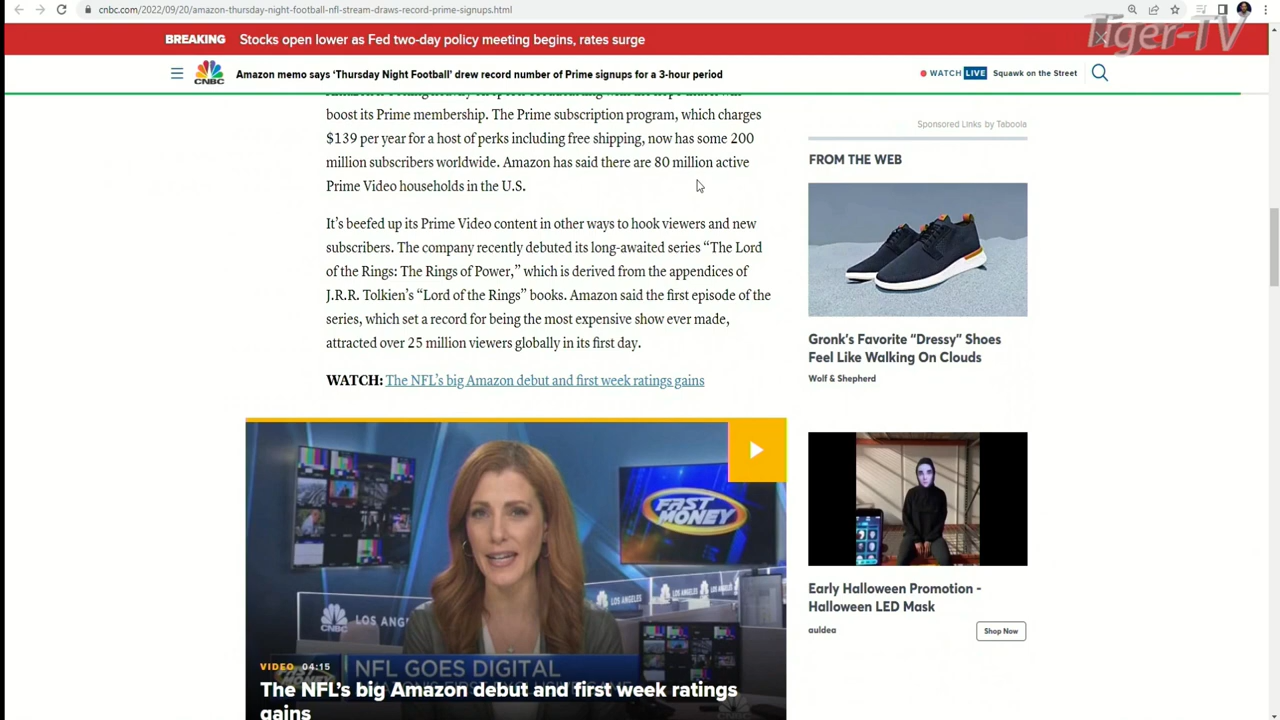 cnbc.com/2022/09/20/amazon-thursday-night-football-nfl-stream-draws-record-prime-signups.html
Tiger-TV
BREAKING Stocks open lower as Fed two-day policy meeting begins, rates surge
CNBC
Amazon memo says ‘Thursday Night Football’ drew record number of Prime signups for a 3-hour period
WATCH LIVE Squawk on the Street
boost its Prime membership. The Prime subscription program, which charges
$139 per year for a host of perks including free shipping, now has some 200
million subscribers worldwide. Amazon has said there are 80 million active
Prime Video households in the U.S.
It’s beefed up its Prime Video content in other ways to hook viewers and new
subscribers. The company recently debuted its long-awaited series “The Lord
of the Rings: The Rings of Power,” which is derived from the appendices of
J.R.R. Tolkien’s “Lord of the Rings” books. Amazon said the first episode of the
series, which set a record for being the most expensive show ever made,
attracted over 25 million viewers globally in its first day.
WATCH: The NFL’s big Amazon debut and first week ratings gains
FAST MONEY
LOS ANGELES
CNBC
LOS ANG
NFL GOES DIGITAL
VIDEO 04:15
The NFL’s big Amazon debut and first week ratings
gains
Sponsored Links by Taboola
FROM THE WEB
Gronk’s Favorite “Dressy” Shoes
Feel Like Walking On Clouds
Wolf & Shepherd
Early Halloween Promotion -
Halloween LED Mask
auldea
Shop Now